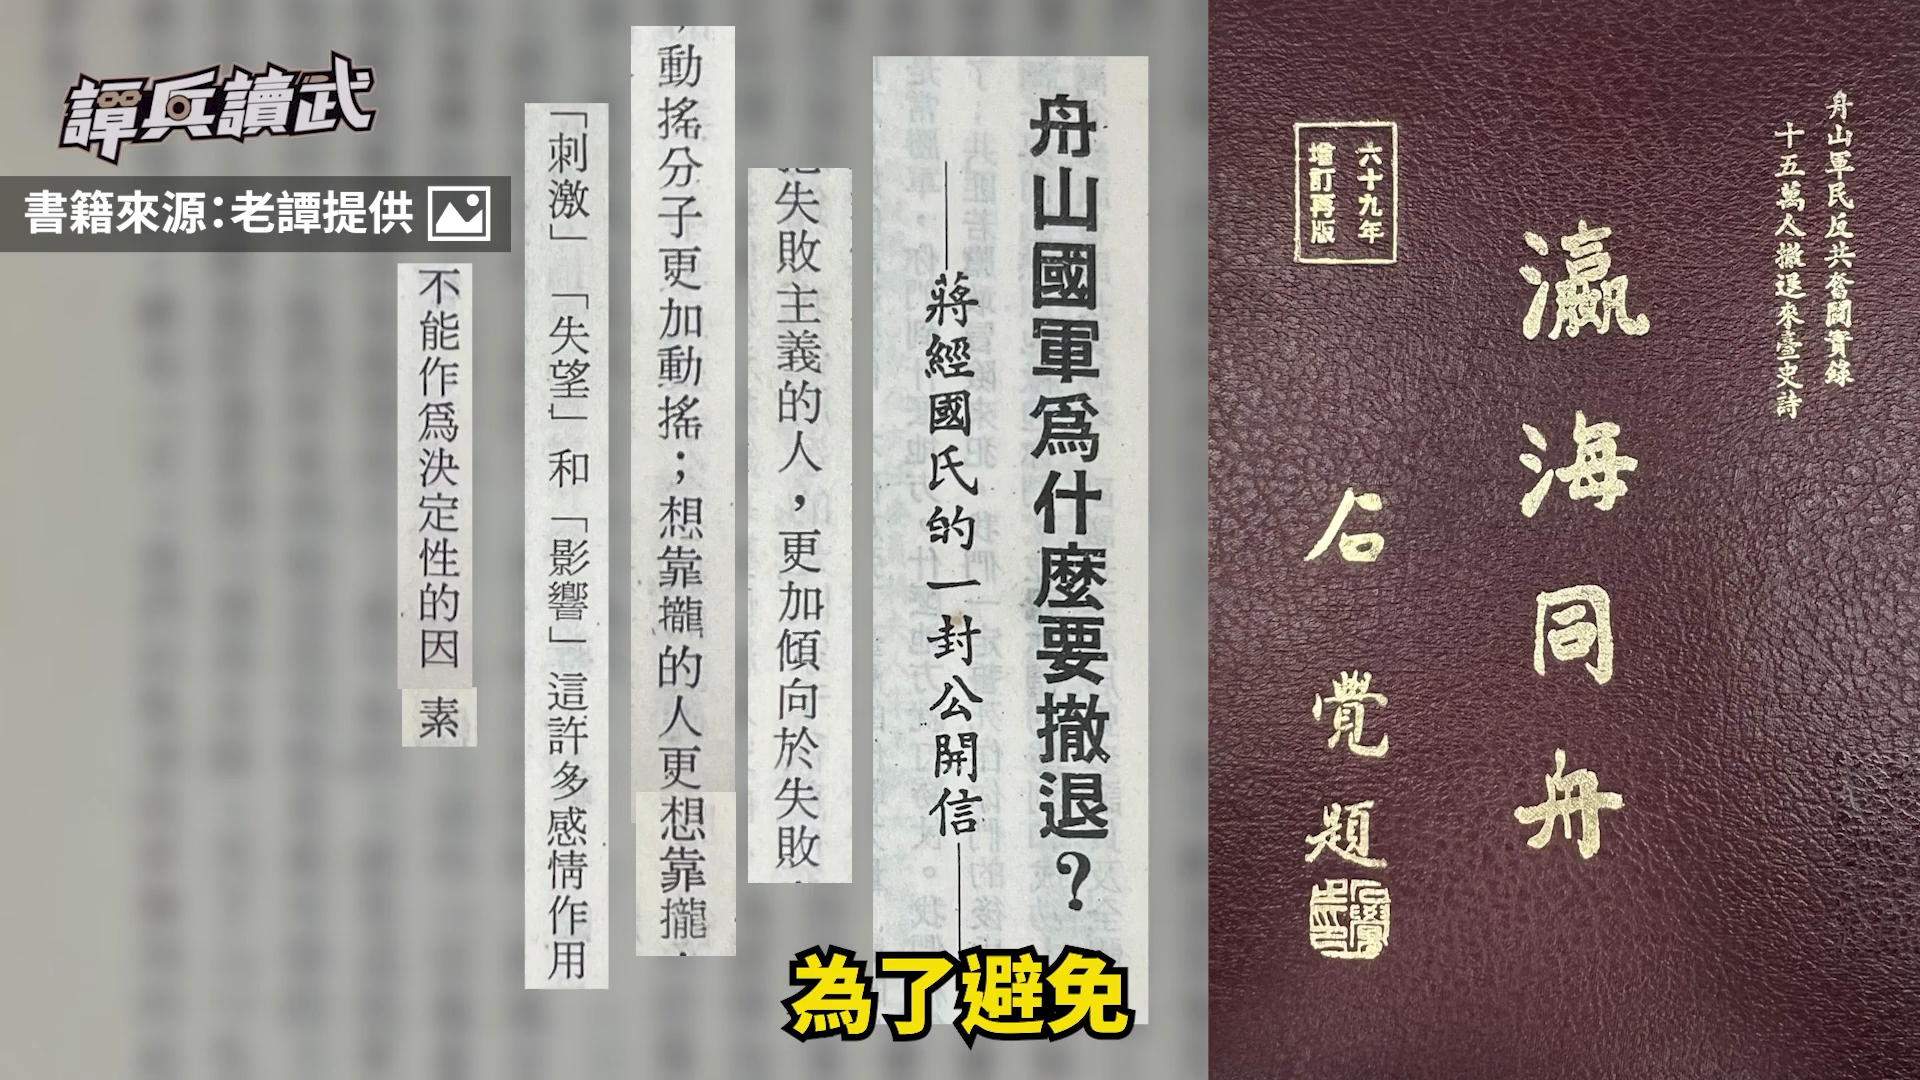 譚兵讀武
書籍來源：老譚提供
舟山國軍為什麼要撤退？
蔣經國氏的一封公開信
失敗主義的人，更加傾向於失敗
動搖分子更加動搖；想靠攏的人更想靠攏
「刺激」「失望」和「影響」這許多感情作用
不能作為決定性的因素
為了避免
舟山軍民反共奮鬪實錄
十五萬人撤退來臺史詩
瀛海同舟
六十九年
增訂再版
石覺題